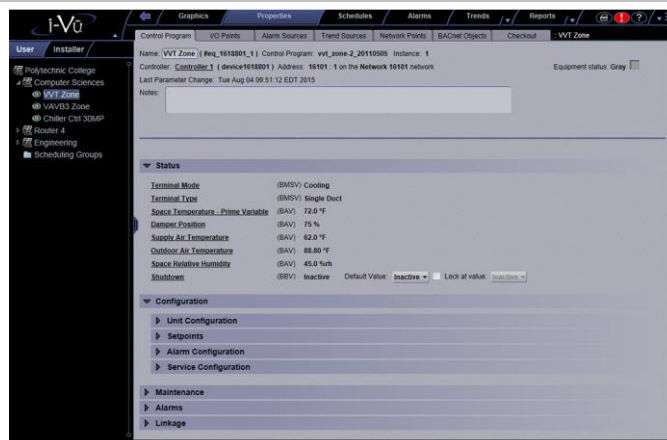 i-Vū
Graphics Properties Schedules Alarms Trends Reports ?
User Installer
Control Program I/O Points Alarm Sources Trend Sources Network Points BACnet Objects Checkout : VVT Zone
Name: VVT Zone ( #eq_1618801_1 ) Control Program: vvt_zone-2_20110505 Instance: 1
Controller: Controller 1 ( device1618801 ) Address: 16101 : 1 on the Network 16101 network
Equipment status: Gray
Last Parameter Change: Tue Aug 04 09:51:12 EDT 2015
Notes:
Polytechnic College
Computer Sciences
VVT Zone
VAVB3 Zone
Chiller Ctrl 30MP
Router 4
Engineering
Scheduling Groups
Status
Terminal Mode (BMSV) Cooling
Terminal Type (BMSV) Single Duct
Space Temperature - Prime Variable (BAV) 72.0 °F
Damper Position (BAV) 75 %
Supply Air Temperature (BAV) 62.0 °F
Outdoor Air Temperature (BAV) 88.80 °F
Space Relative Humidity (BAV) 45.0 %rh
Shutdown (BBV) Inactive Default Value: Inactive Lock at value: Inactive
Configuration
Unit Configuration
Setpoints
Alarm Configuration
Service Configuration
Maintenance
Alarms
Linkage